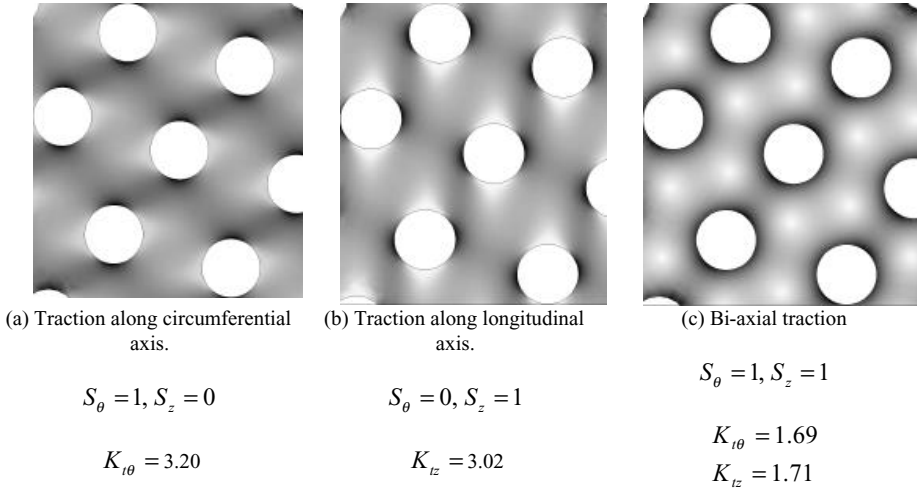 (a) Traction along circumferential
axis.
S_θ = 1, S_z = 0
K_tθ = 3.20
(b) Traction along longitudinal
axis.
S_θ = 0, S_z = 1
K_tz = 3.02
(c) Bi-axial traction
S_θ = 1, S_z = 1
K_tθ = 1.69
K_tz = 1.71